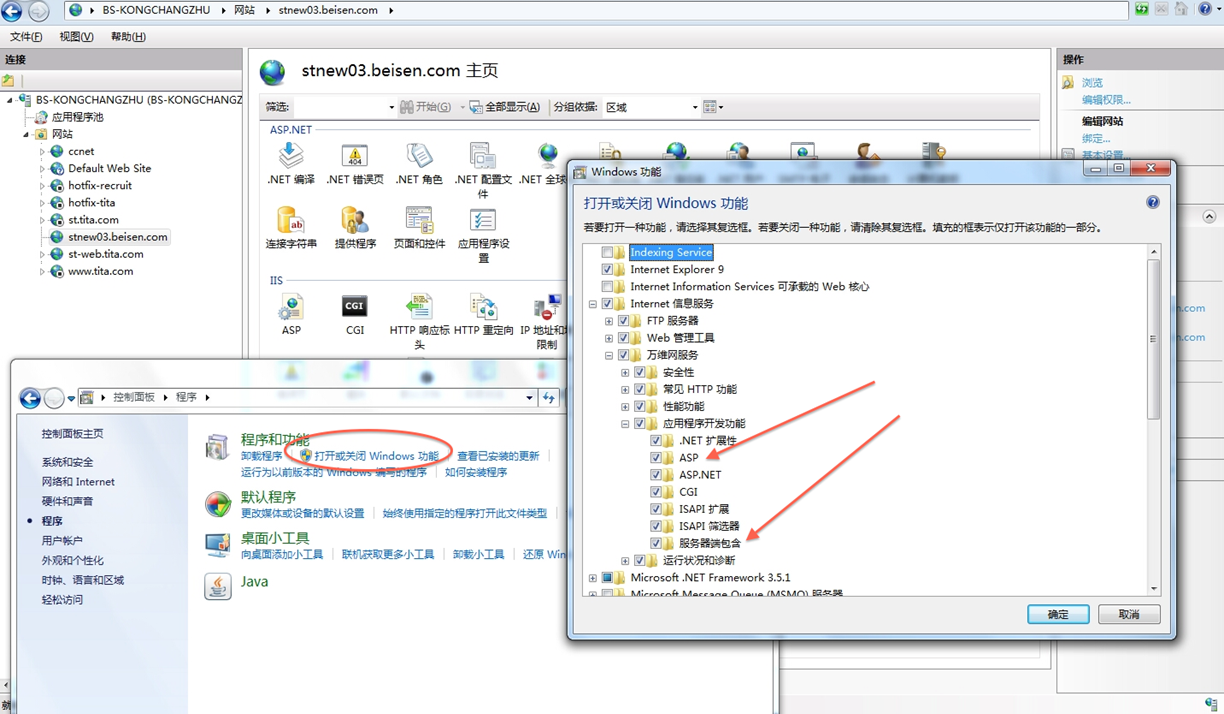 BS-KONGCHANGZHU ▸ 网站 ▸ stnew03.beisen.com ▸
文件(F) 视图(V) 帮助(H)
连接
BS-KONGCHANGZHU (BS-KONGCHANGZ
应用程序池
网站
ccnet
Default Web Site
hotfix-recruit
hotfix-tita
st.tita.com
stnew03.beisen.com
st-web.tita.com
www.tita.com
stnew03.beisen.com 主页
筛选: 开始(G) 全部显示(A) 分组依据: 区域
ASP.NET
.NET 编译 .NET 错误页 .NET 角色 .NET 配置文件 .NET 全球
连接字符串 提供程序 页面和控件 应用程序设置
IIS
ASP CGI HTTP 响应标头 HTTP 重定向 IP 地址和域限制
操作
浏览
编辑权限...
编辑网站
绑定...
基本设置...
.com
.com
控制面板 ▸ 程序 ▸
控制面板主页
系统和安全
网络和 Internet
硬件和声音
程序
用户帐户
外观和个性化
时钟、语言和区域
轻松访问
程序和功能
卸载程序 打开或关闭 Windows 功能 查看已安装的更新
运行为以前版本的 Windows 编写的程序 如何安装程序
默认程序
更改媒体或设备的默认设置 始终使用指定的程序打开此文件类型
桌面小工具
向桌面添加小工具 联机获取更多小工具 卸载小工具 还原 Win
Java
Windows 功能
打开或关闭 Windows 功能
若要打开一种功能，请选择其复选框。若要关闭一种功能，请清除其复选框。填充的框表示仅打开该功能的一部分。
Indexing Service
Internet Explorer 9
Internet Information Services 可承载的 Web 核心
Internet 信息服务
FTP 服务器
Web 管理工具
万维网服务
安全性
常见 HTTP 功能
性能功能
应用程序开发功能
.NET 扩展性
ASP
ASP.NET
CGI
ISAPI 扩展
ISAPI 筛选器
服务器端包含
运行状况和诊断
Microsoft .NET Framework 3.5.1
Microsoft Message Queue (MSMQ) 服务器
确定 取消